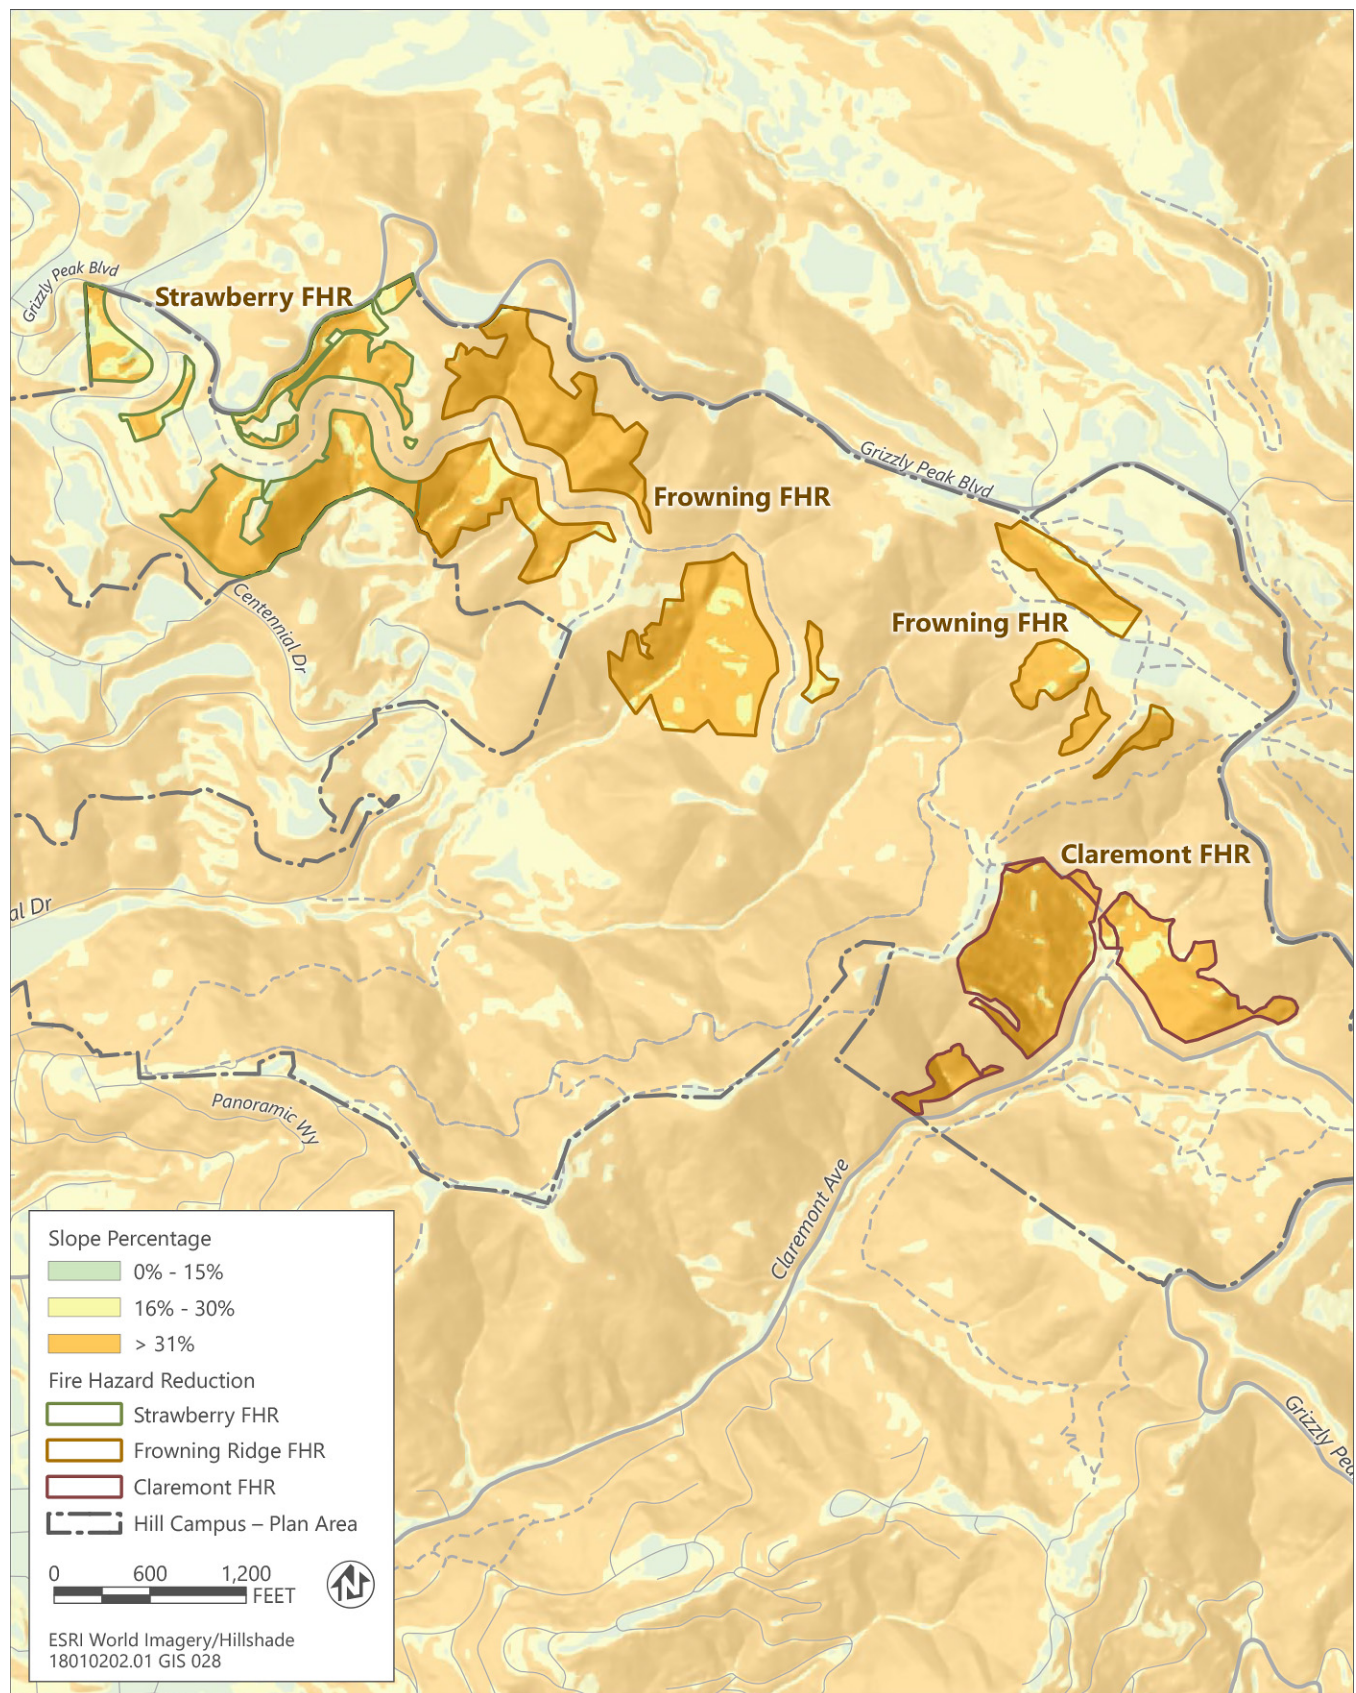 Grizzly Peak Blvd
Strawberry FHR
Grizzly Peak Blvd
Frowning FHR
Centennial Dr
Frowning FHR
Claremont FHR
al Dr
Panoramic Wy
Claremont Ave
Grizzly Pea
Slope Percentage
0% - 15%
16% - 30%
> 31%
Fire Hazard Reduction
Strawberry FHR
Frowning Ridge FHR
Claremont FHR
Hill Campus – Plan Area
0 600 1,200
FEET
N
ESRI World Imagery/Hillshade
18010202.01 GIS 028